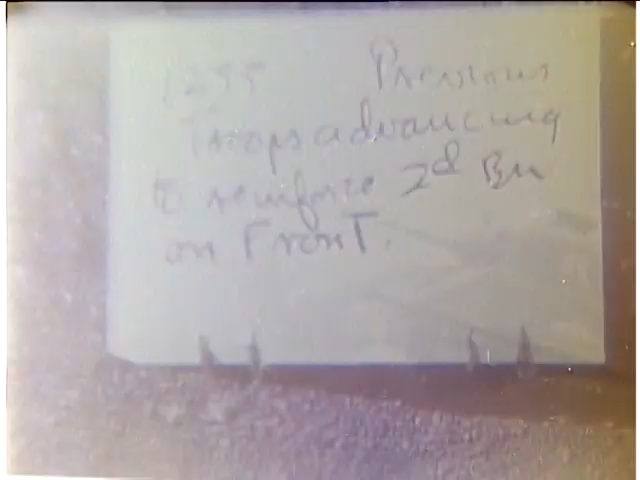 1255 Previous
Troops advancing
to reinforce 2d Bn
on Front.